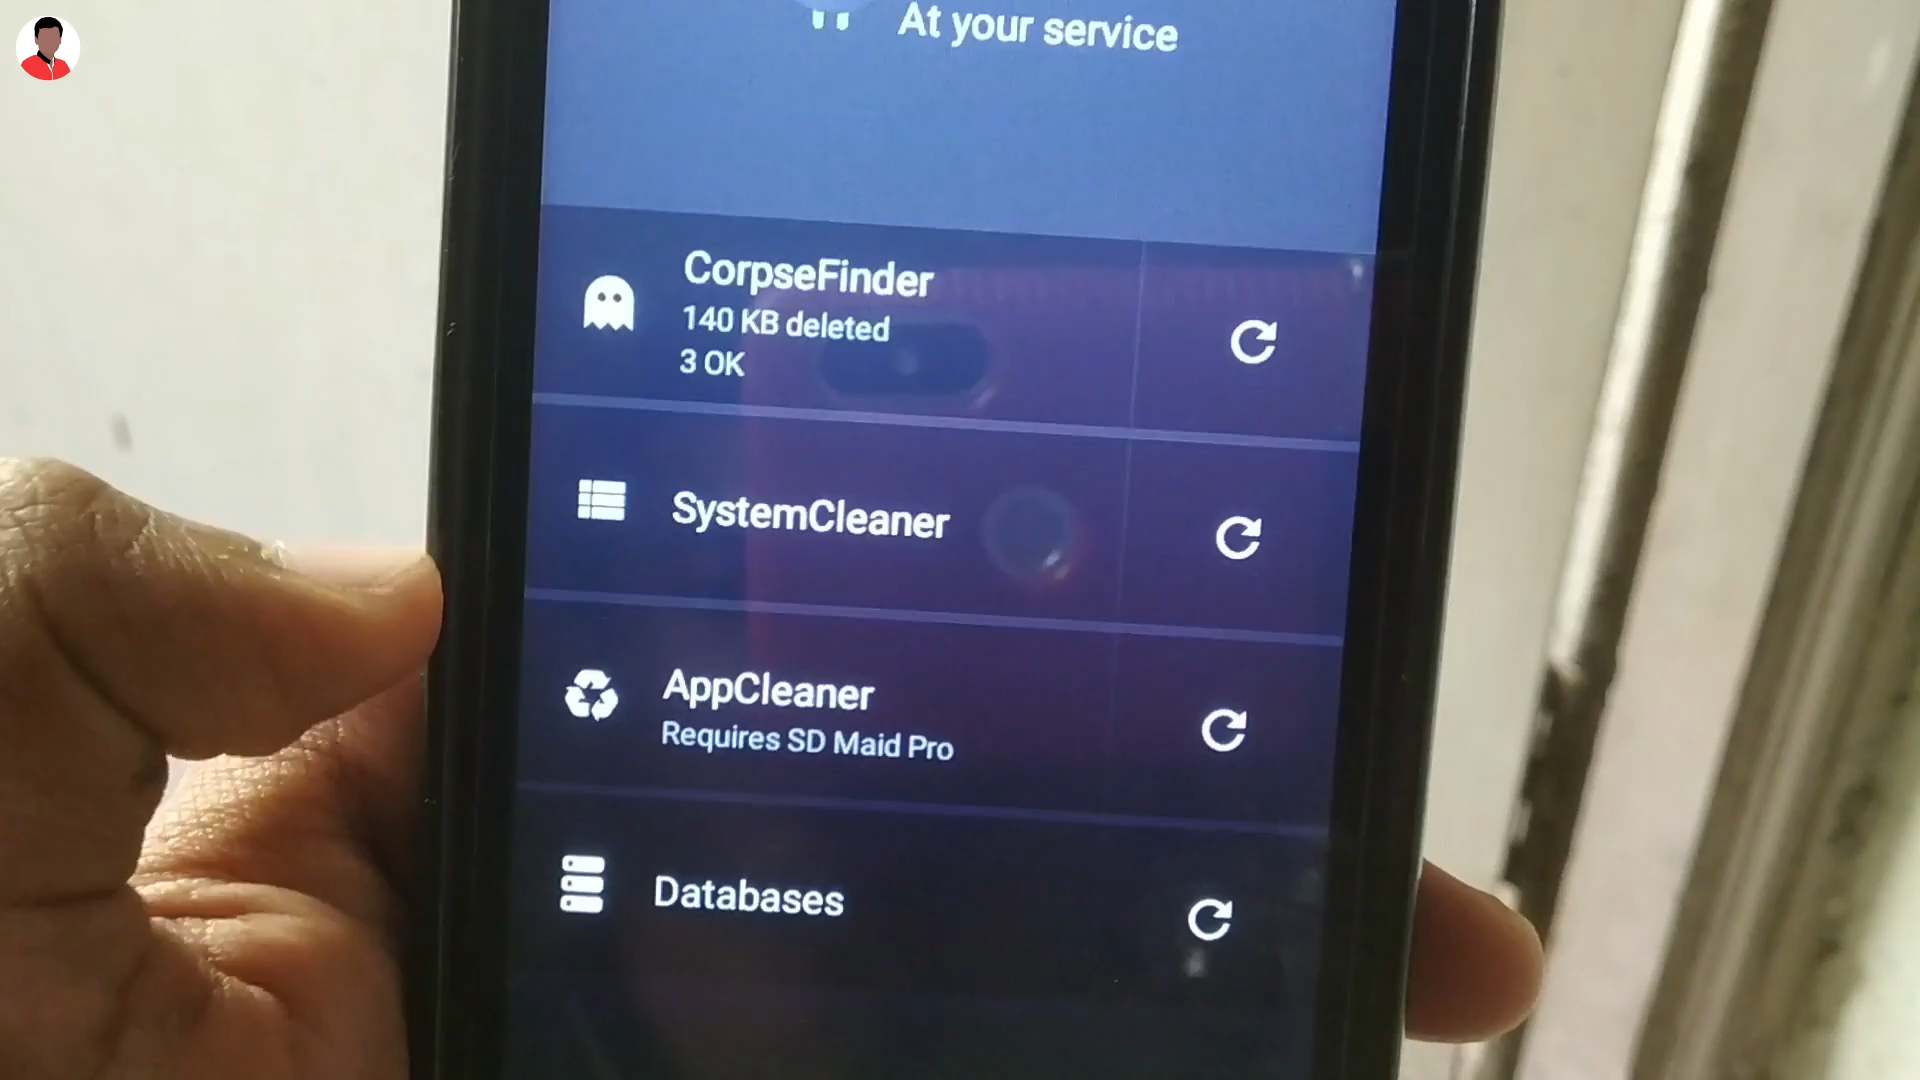 At your service
CorpseFinder
140 KB deleted
3 OK
SystemCleaner
AppCleaner
Requires SD Maid Pro
Databases